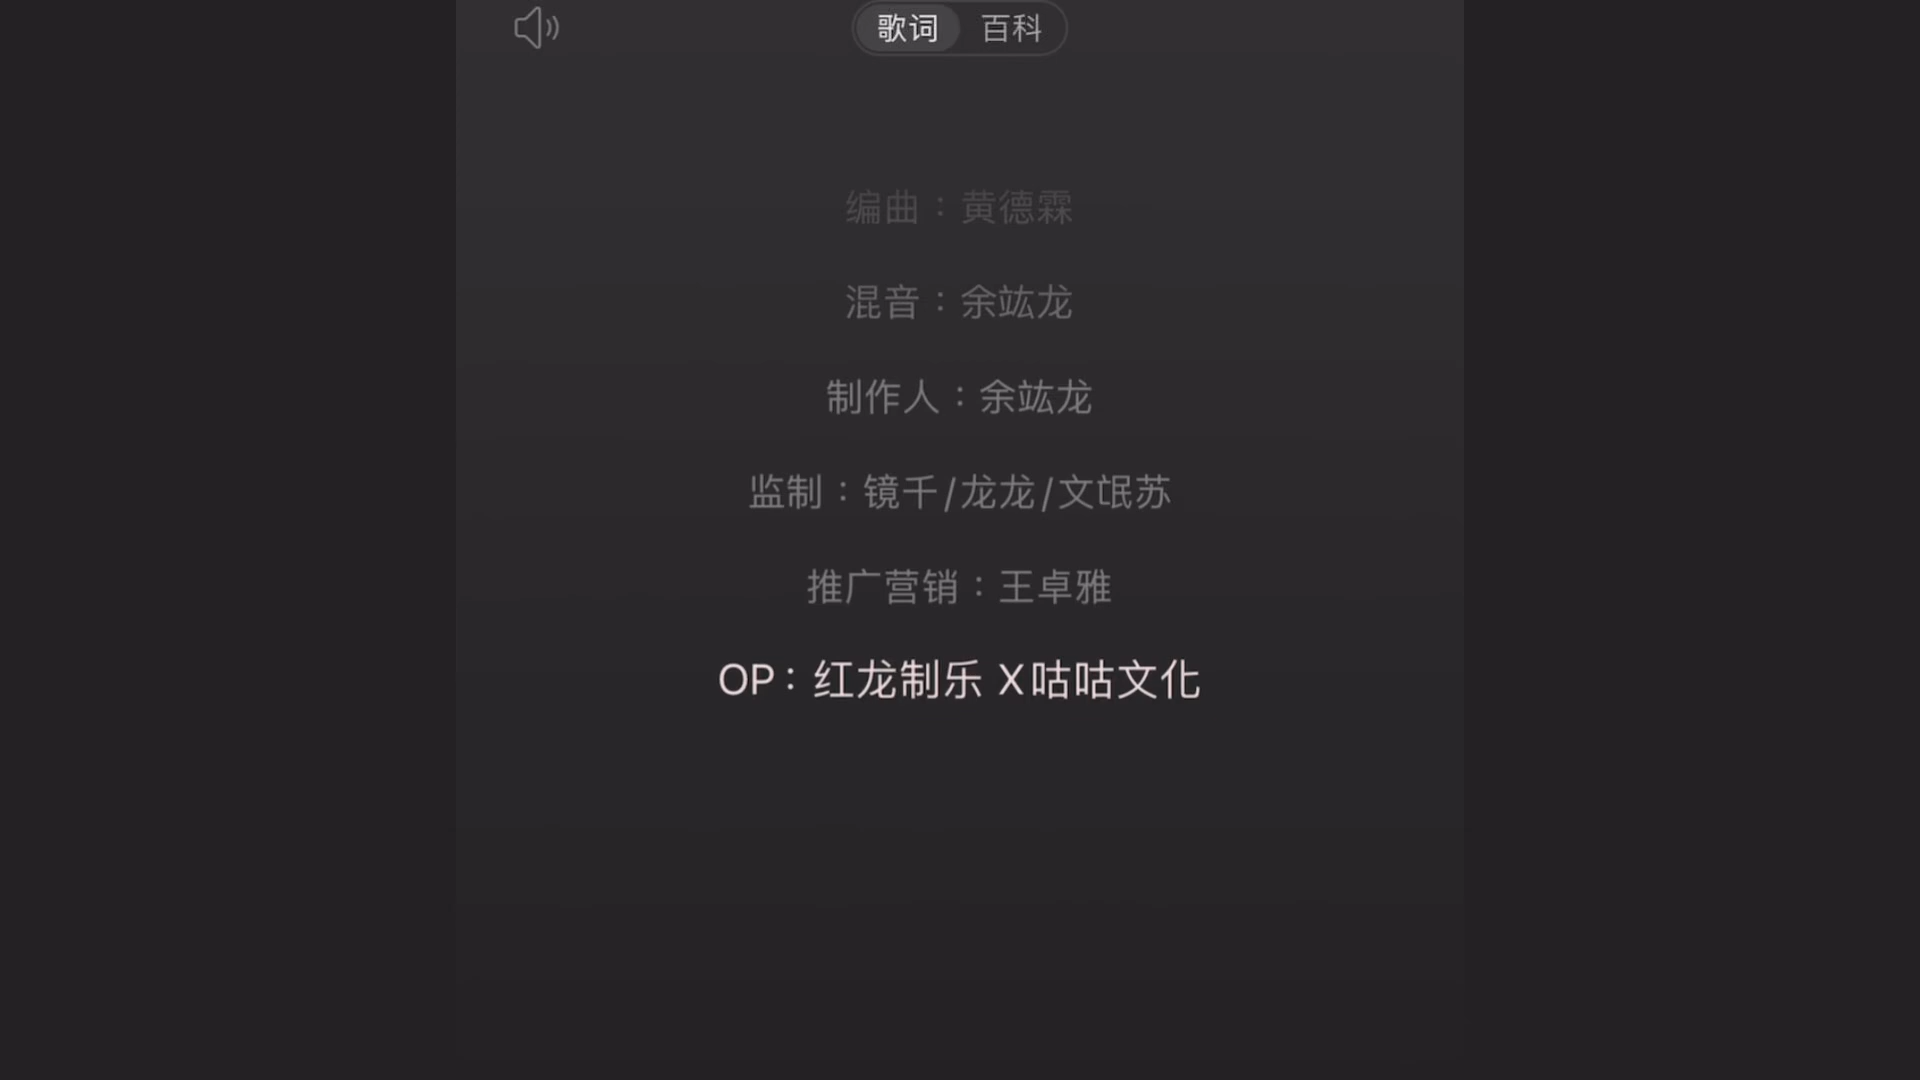 歌词 百科
编曲：黄德霖
混音：余竑龙
制作人：余竑龙
监制：镜千/龙龙/文氓苏
推广营销：王卓雅
OP：红龙制乐 X咕咕文化